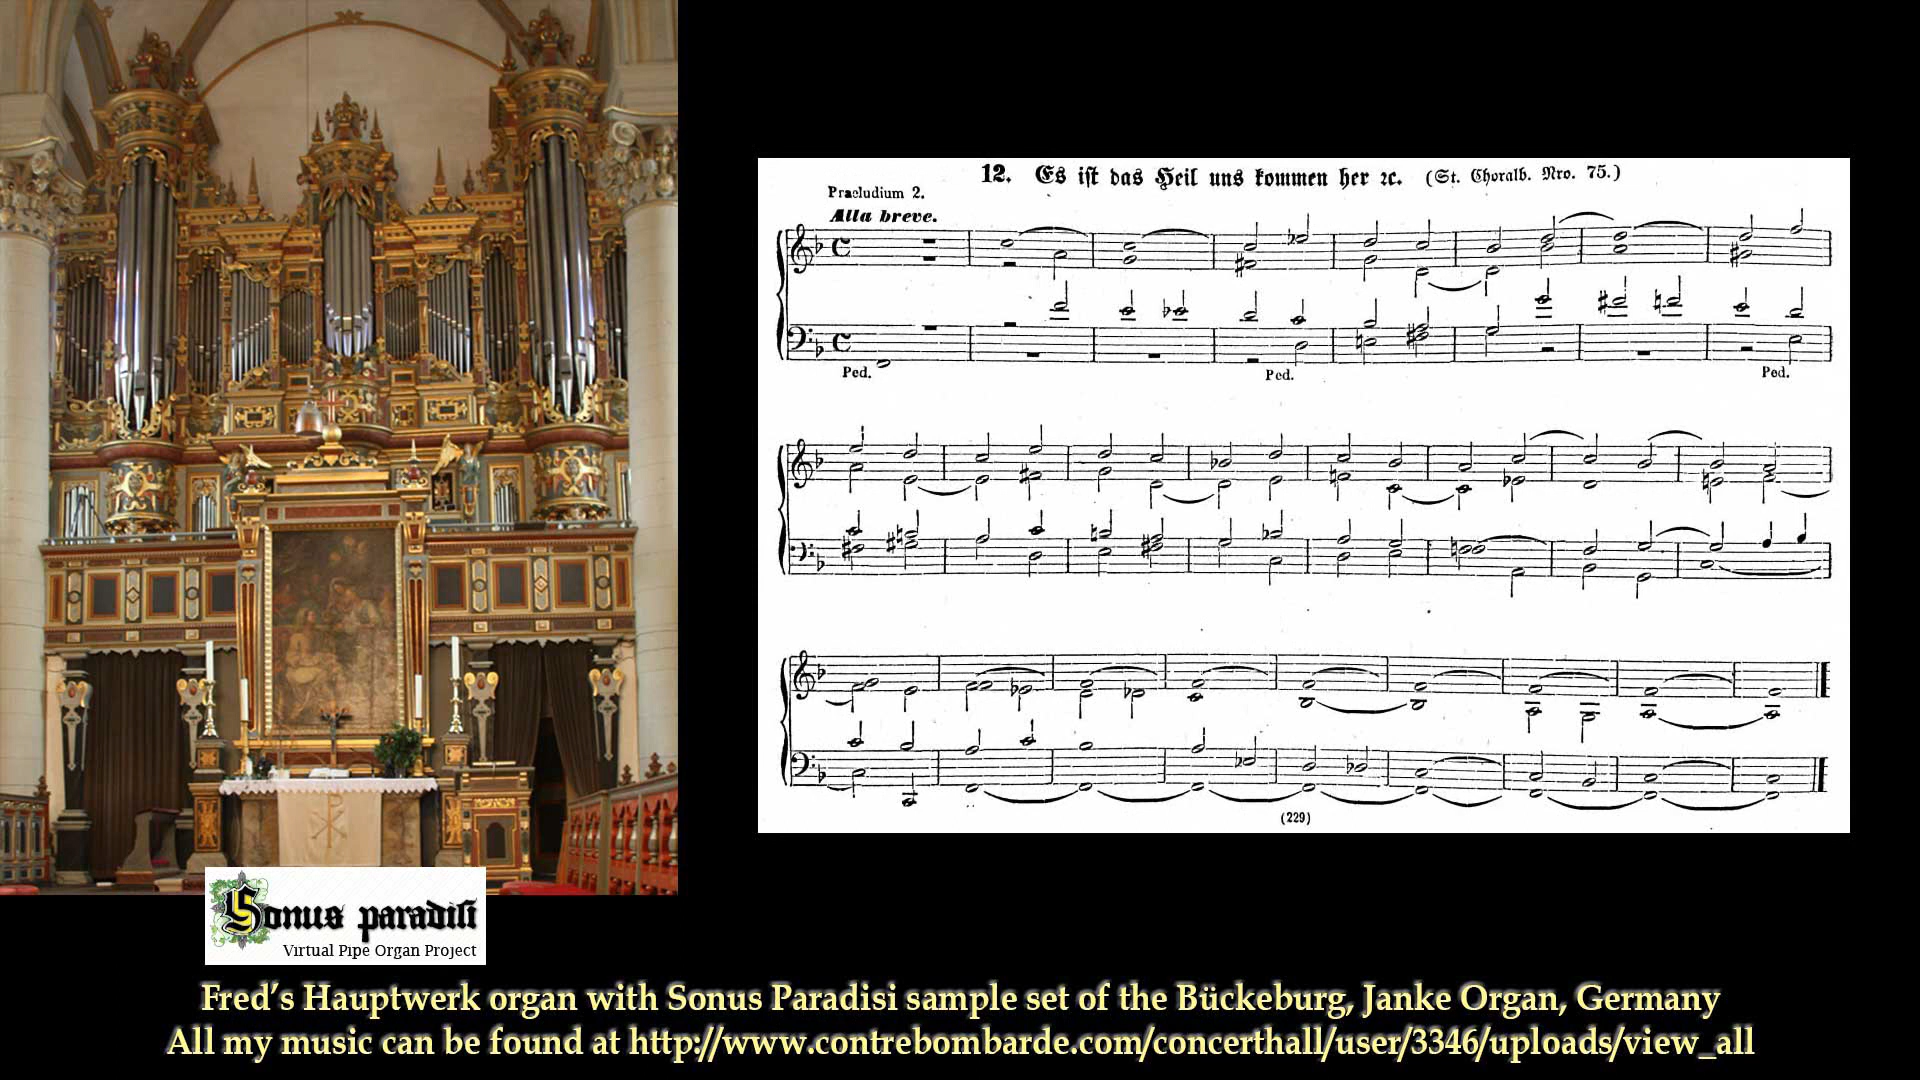 12. Es ist das Heil uns kommen her ꝛc. (St. Choralb. Nro. 75.)
Praeludium 2.
Alla breve.
Ped.
Ped.
Ped.
(229)
Sonus paradisi
Virtual Pipe Organ Project
Fred’s Hauptwerk organ with Sonus Paradisi sample set of the Bückeburg, Janke Organ, Germany
All my music can be found at http://www.contrebombarde.com/concerthall/user/3346/uploads/view_all